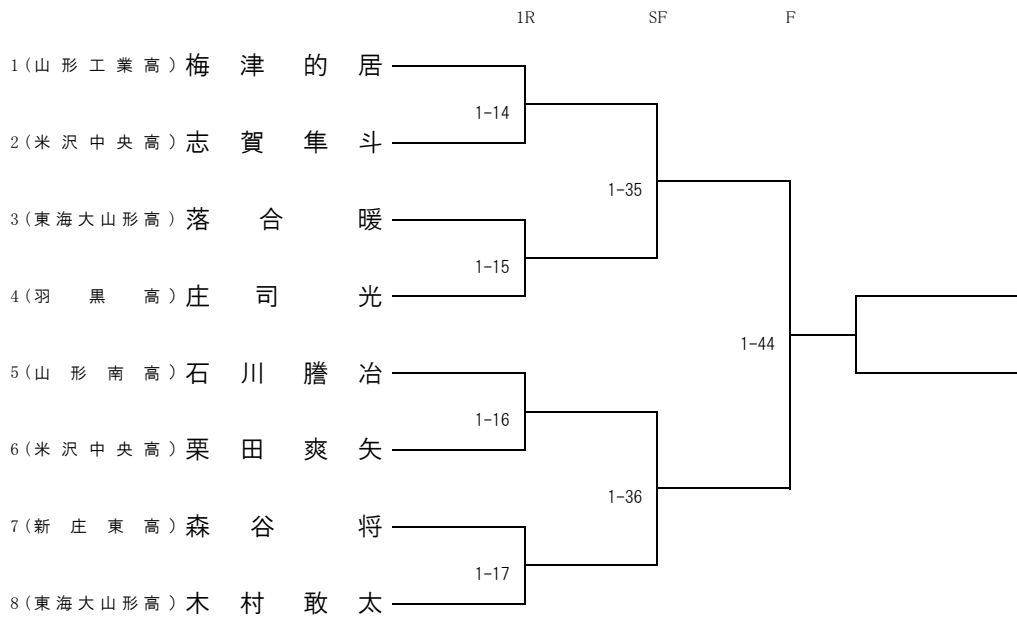 1R SF F
1(山形工業高) 梅津的居
1-14
2(米沢中央高) 志賀隼斗
1-35
3(東海大山形高) 落合暖
1-15
4(羽黒高) 庄司光
1-44
5(山形南高) 石川謄冶
1-16
6(米沢中央高) 栗田爽矢
1-36
7(新庄東高) 森谷将
1-17
8(東海大山形高) 木村敢太